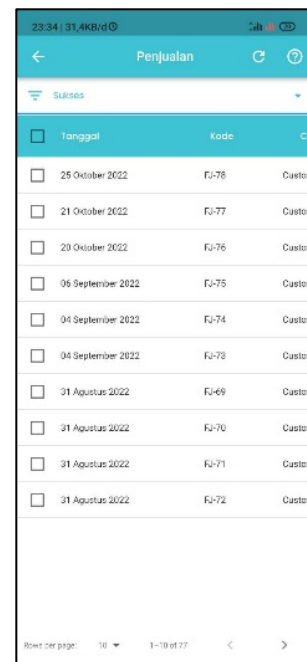 23:34 | 31,4KB/d
Penjualan
Sukses
Tanggal Kode C
25 Oktober 2022 FJ-78 Custo
21 Oktober 2022 FJ-77 Custo
20 Oktober 2022 FJ-76 Custo
06 September 2022 FJ-75 Custo
04 September 2022 FJ-74 Custo
04 September 2022 FJ-73 Custo
31 Agustus 2022 FJ-69 Custo
31 Agustus 2022 FJ-70 Custo
31 Agustus 2022 FJ-71 Custo
31 Agustus 2022 FJ-72 Custo
Rows per page: 10 1-10 of 77